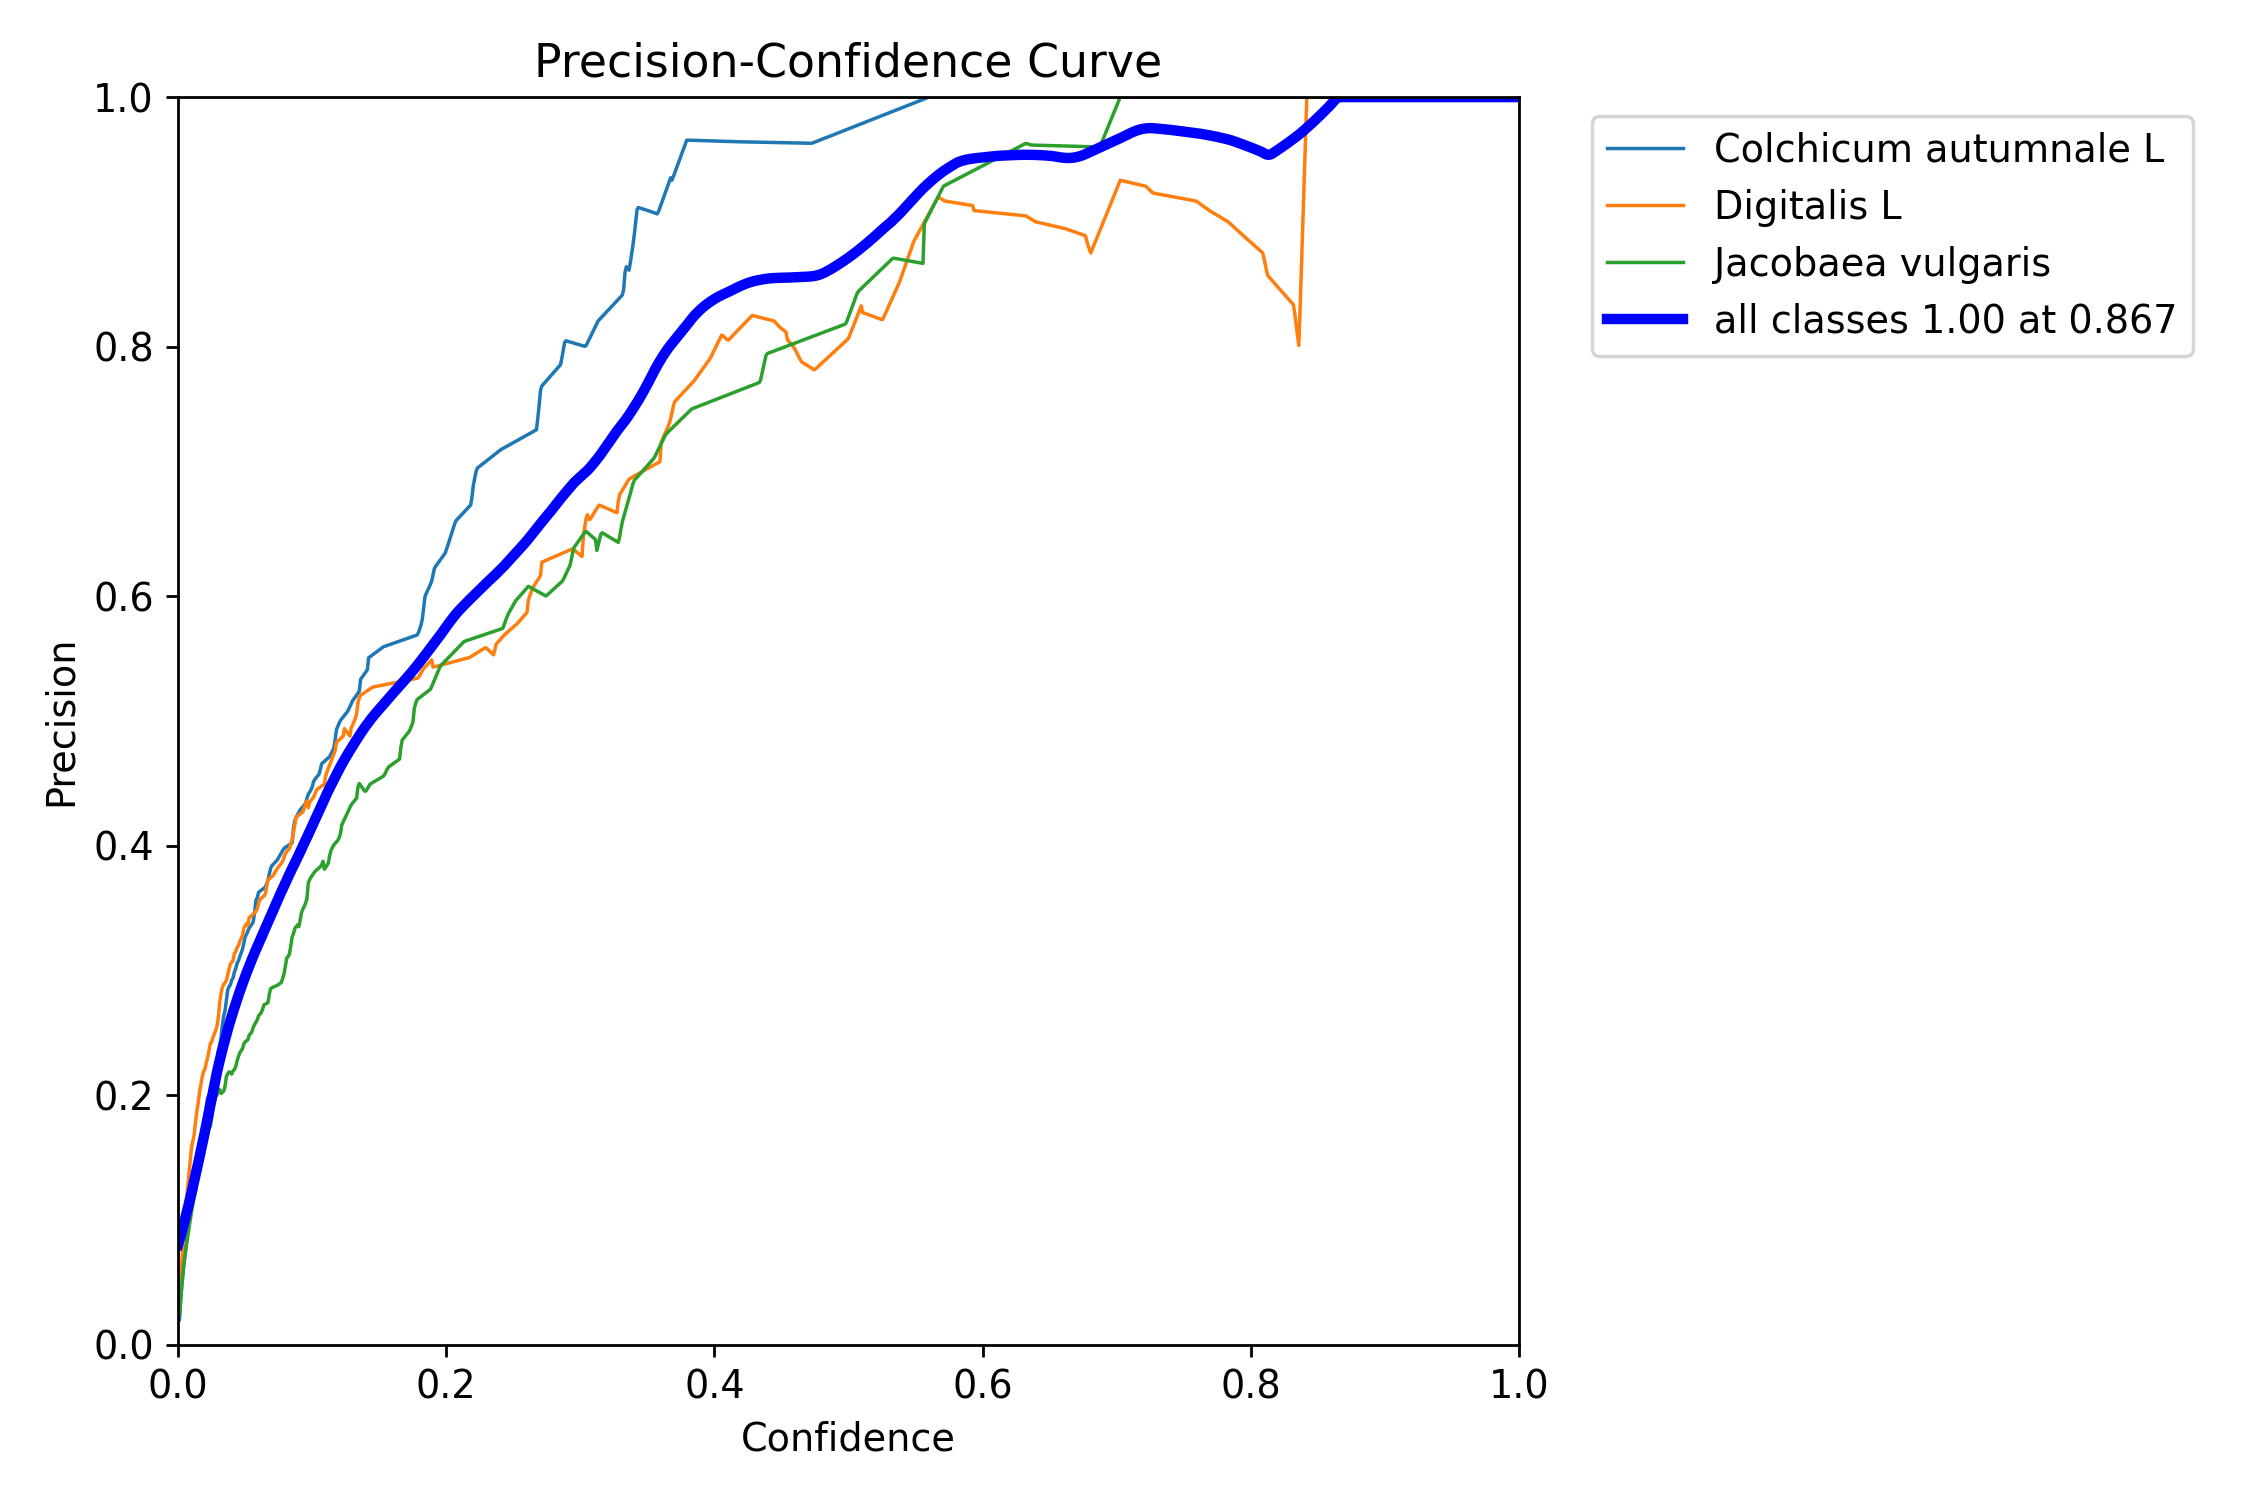 Precision-Confidence Curve
1.0
0.8
0.6
0.4
0.2
0.0
Precision
0.0 0.2 0.4 0.6 0.8 1.0
Confidence
Colchicum autumnale L
Digitalis L
Jacobaea vulgaris
all classes 1.00 at 0.867